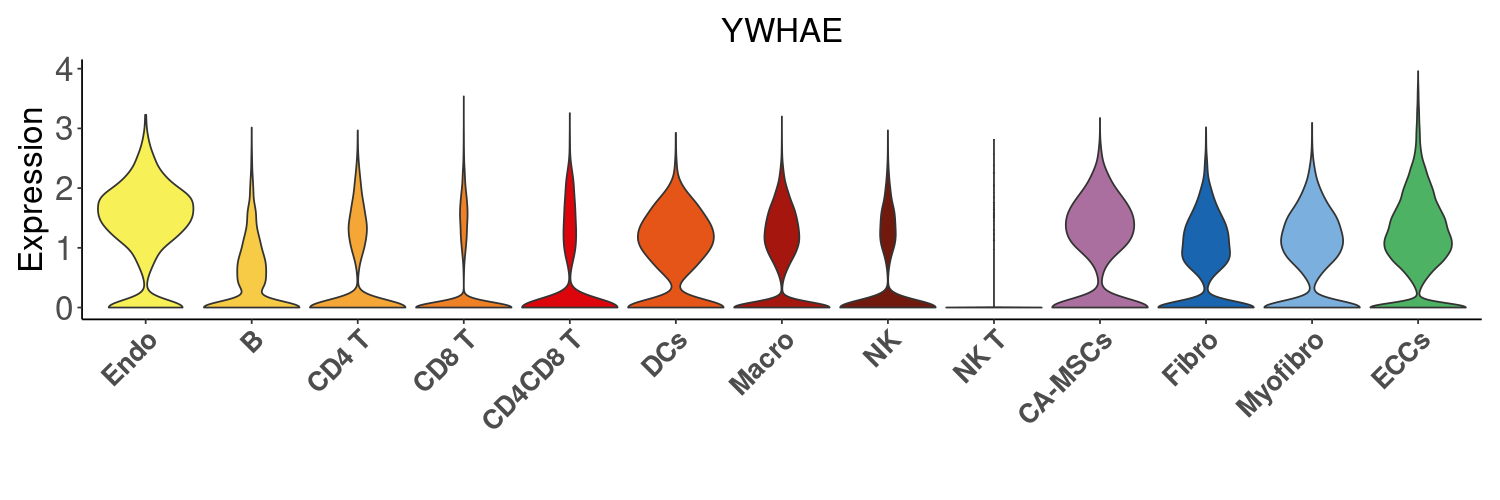 YWHAE
Expression
4
3
2
1
0
Endo
B
CD4 T
CD8 T
CD4CD8 T
DCs
Macro
NK
NK T
CA-MSCs
Fibro
Myofibro
ECCs